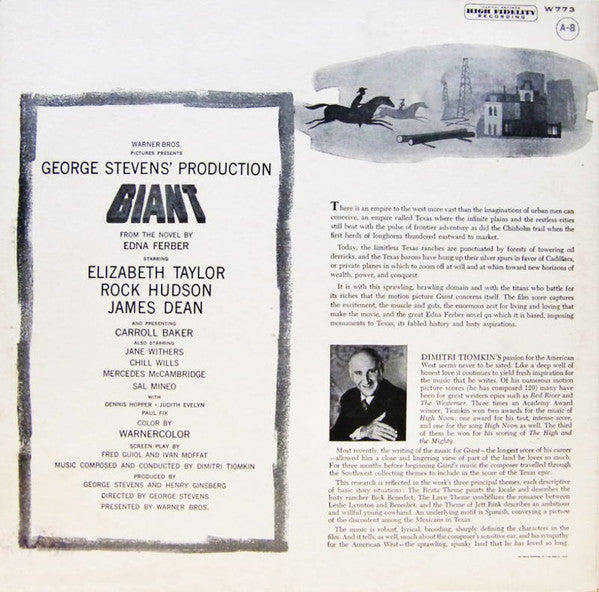 CAPITOL RECORDS
HIGH FIDELITY
RECORDING
W773
A-8
WARNER BROS.
PICTURES PRESENTS
GEORGE STEVENS' PRODUCTION
GIANT
FROM THE NOVEL BY
EDNA FERBER
STARRING
ELIZABETH TAYLOR
ROCK HUDSON
JAMES DEAN
AND PRESENTING
CARROLL BAKER
ALSO STARRING
JANE WITHERS
CHILL WILLS
MERCEDES McCAMBRIDGE
SAL MINEO
WITH
DENNIS HOPPER • JUDITH EVELYN
PAUL FIX
COLOR BY
WARNERCOLOR
SCREEN PLAY BY
FRED GUIOL AND IVAN MOFFAT
MUSIC COMPOSED AND CONDUCTED BY DIMITRI TIOMKIN
PRODUCED BY
GEORGE STEVENS AND HENRY GINSBERG
DIRECTED BY GEORGE STEVENS
PRESENTED BY WARNER BROS.
There is an empire to the west more vast than the imaginations of urban men can
conceive, an empire called Texas where the infinite plains and the restless cities
still beat with the pulse of frontier adventure as did the Chisholm trail when the
first herds of longhorns thundered eastward to market.
Today, the limitless Texas ranches are punctuated by forests of towering oil
derricks, and the Texas barons have hung up their silver spurs in favor of Cadillacs,
or private planes in which to zoom off at will and at whim toward new horizons of
wealth, power, and conquest.
It is with this sprawling, brawling domain and with the titans who battle for
its riches that the motion picture Giant concerns itself. The film score captures
the excitement, the muscle and guts, the enormous zest for living and loving that
make the movie, and the great Edna Ferber novel on which it is based, imposing
monuments to Texas, its fabled history and lusty aspirations.
DIMITRI TIOMKIN'S passion for the American
West seems never to be sated. Like a deep well of
honest love it continues to yield fresh inspiration for
the music that he writes. Of his numerous motion
picture scores (he has composed 120) many have
been for great western epics such as Red River and
The Westerner. Three times an Academy Award
winner, Tiomkin won two awards for the music of
High Noon: one award for his taut, intense score,
and one for the song High Noon as well. The third
of them he won for his scoring of The High and
the Mighty.
Most recently, the writing of the music for Giant—the longest score of his career
—allowed him a close and lingering view of part of the land he loves so much.
For three months before beginning Giant's music the composer travelled through
the Southwest collecting themes to include in the score of the Texas epic.
This research is reflected in the work's three principal themes, each descriptive
of basic story situations: The Fiesta Theme paints the locale and describes the
lusty rancher Bick Benedict; The Love Theme symbolizes the romance between
Leslie Lynnton and Benedict; and the Theme of Jett Rink describes an ambitious
and willful young cowhand. An underlying motif is Spanish, conveying a picture
of the discontent among the Mexicans in Texas.
The music is robust, lyrical, brooding, sharply defining the characters in the
film. And it tells, as well, much about the composer's sensitive ear, and his sympathy
for the American West—the sprawling, spunky land that he has loved so long.